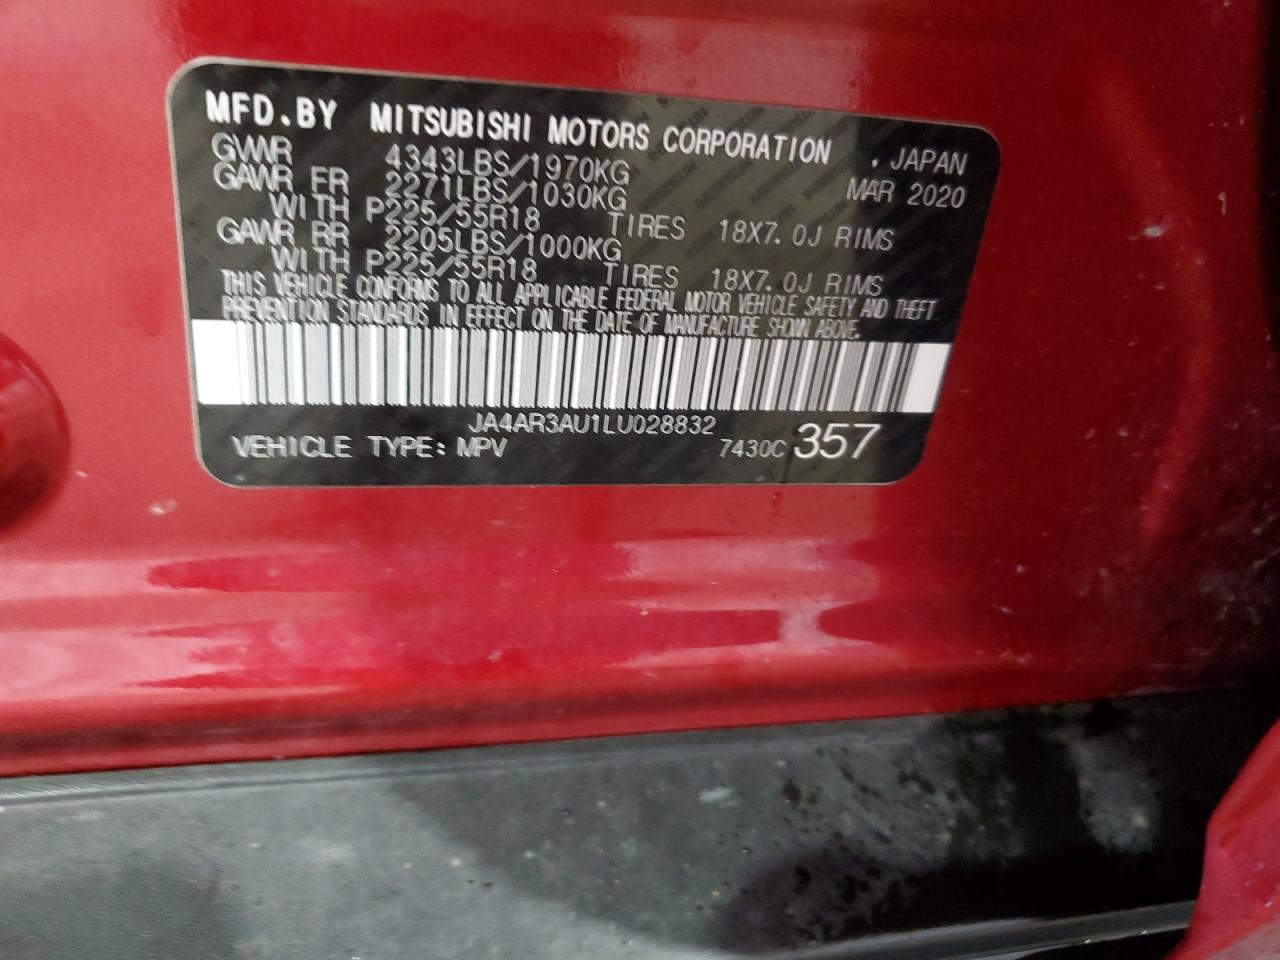 MFD.BY MITSUBISHI MOTORS CORPORATION , JAPAN
GVWR 4343LBS/1970KG MAR 2020
GAWR FR 2271LBS/1030KG
WITH P225/55R18 TIRES 18X7.0J RIMS
GAWR RR 2205LBS/1000KG
WITH P225/55R18 TIRES 18X7.0J RIMS
THIS VEHICLE CONFORMS TO ALL APPLICABLE FEDERAL MOTOR VEHICLE SAFETY AND THEFT
PREVENTION STANDARDS IN EFFECT ON THE DATE OF MANUFACTURE SHOWN ABOVE.
JA4AR3AU1LU028832
VEHICLE TYPE: MPV 7430C 357